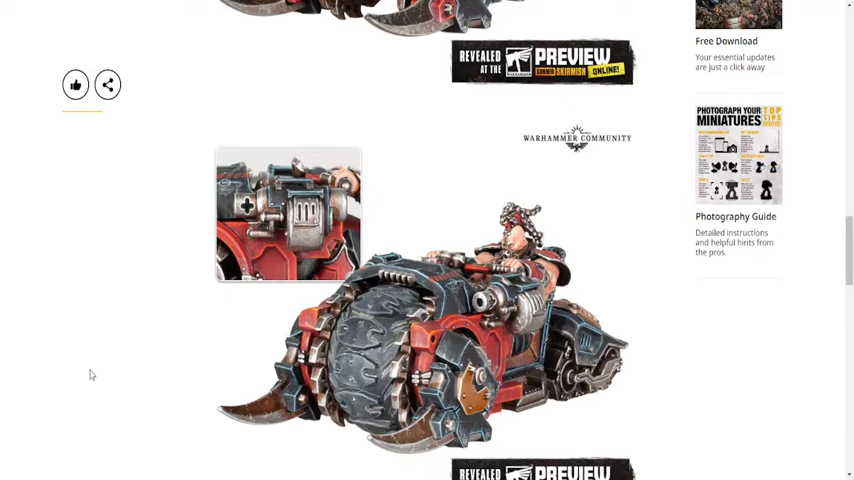 REVEALED
AT THE
PREVIEW
SUMMER SKIRMISH ONLINE!
Free Download
Your essential updates
are just a click away
WARHAMMER COMMUNITY
PHOTOGRAPH YOUR
MINIATURES
TOP
TIPS
Photography Guide
Detailed instructions
and helpful hints from
the pros.
REVEALED
PREVIEW